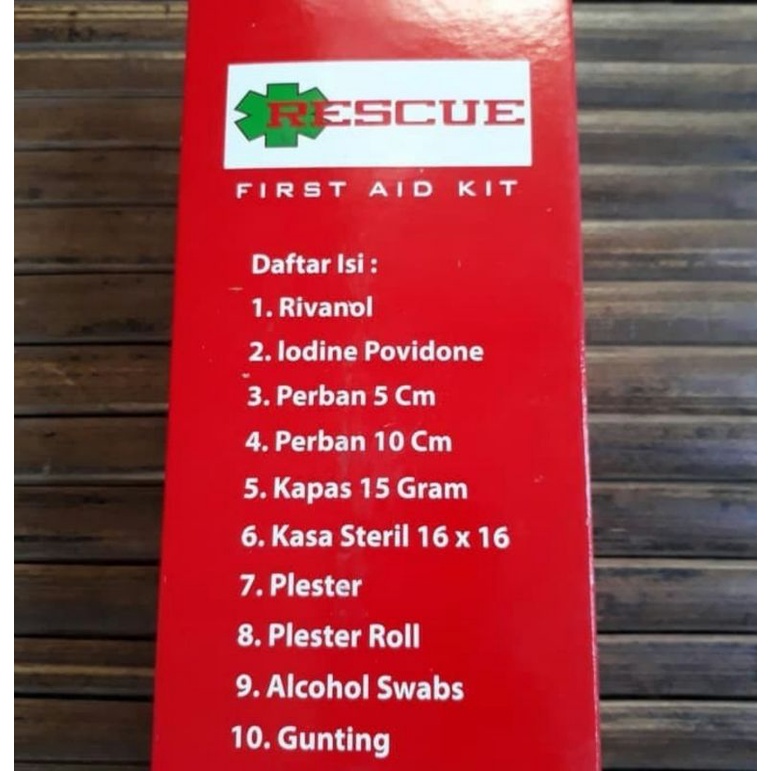 RESCUE
FIRST AID KIT
Daftar Isi :
1. Rivanol
2. Iodine Povidone
3. Perban 5 Cm
4. Perban 10 Cm
5. Kapas 15 Gram
6. Kasa Steril 16 x 16
7. Plester
8. Plester Roll
9. Alcohol Swabs
10. Gunting